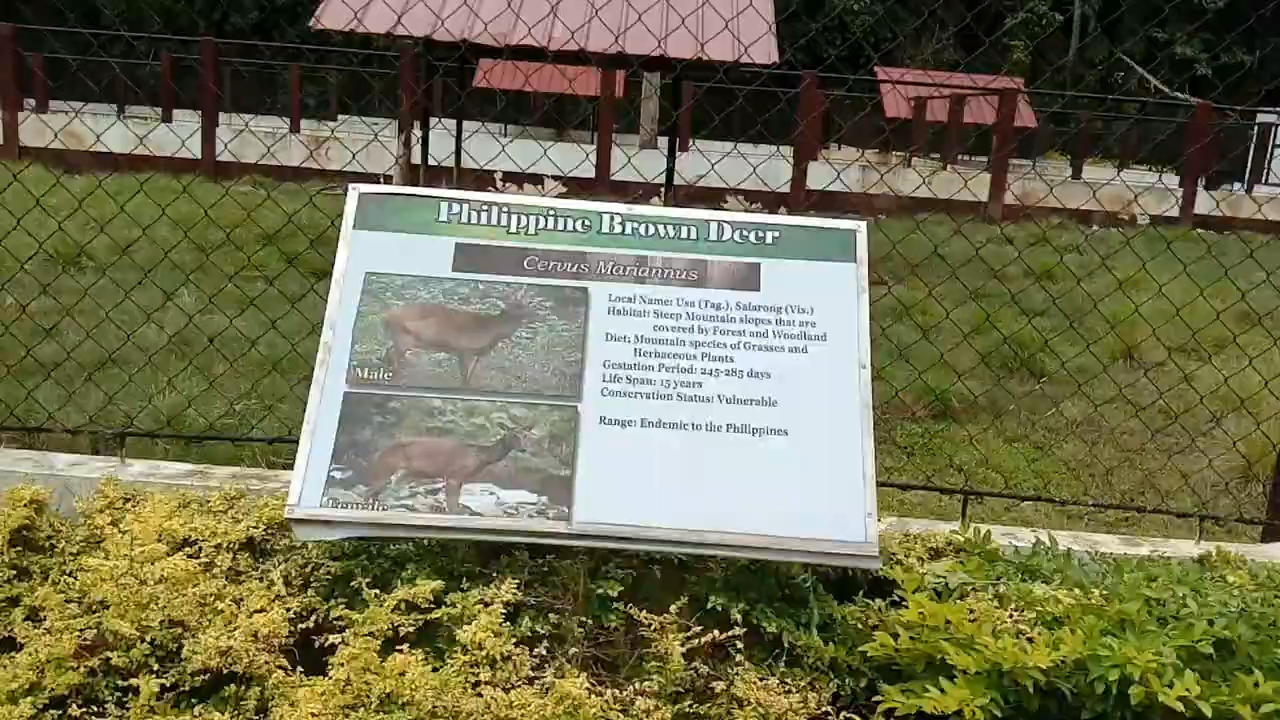 Philippine Brown Deer
Cervus Mariannus
Local Name: Usa (Tag.), Salarong (Vis.)
Habitat: Steep Mountain slopes that are
covered by Forest and Woodland
Diet: Mountain species of Grasses and
Herbaceous Plants
Gestation Period: 245-285 days
Life Span: 15 years
Conservation Status: Vulnerable
Range: Endemic to the Philippines
Male
Female